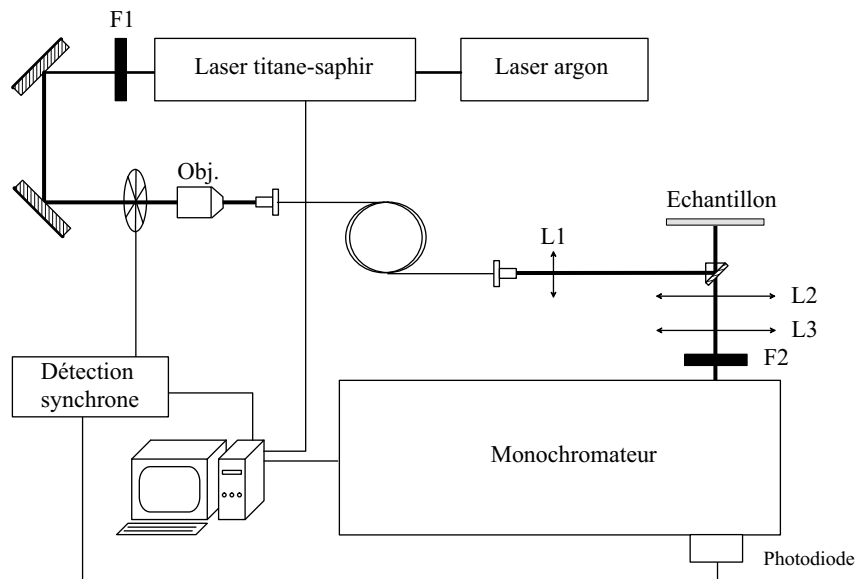 F1
Laser titane-saphir
Laser argon
Obj.
Echantillon
L1
L2
L3
F2
Détection
synchrone
Monochromateur
Photodiode